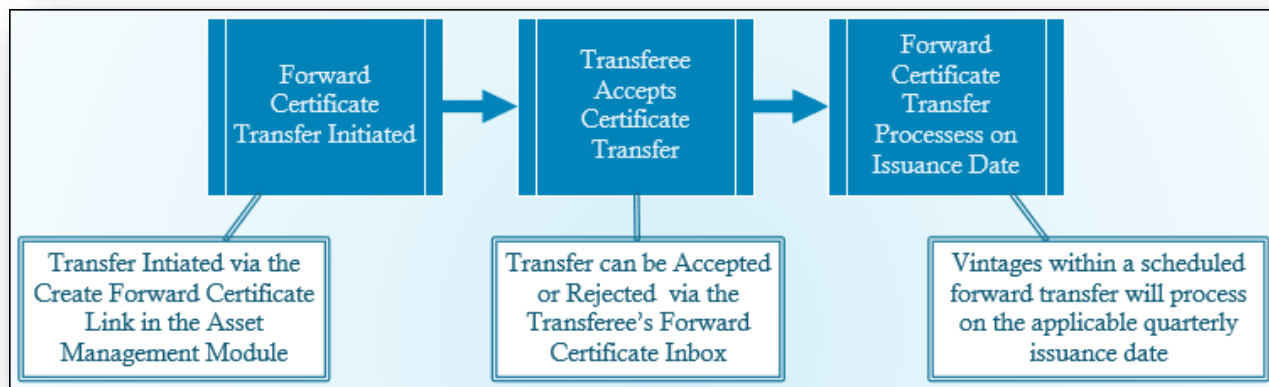 Forward
Certificate
Transfer Initiated
Transferee
Accepts
Certificate
Transfer
Forward
Certificate
Transfer
Processess on
Issuance Date
Transfer Intiated via the
Create Forward Certificate
Link in the Asset
Management Module
Transfer can be Accepted
or Rejected via the
Transferee's Forward
Certificate Inbox
Vintages within a scheduled
forward transfer will process
on the applicable quarterly
issuance date